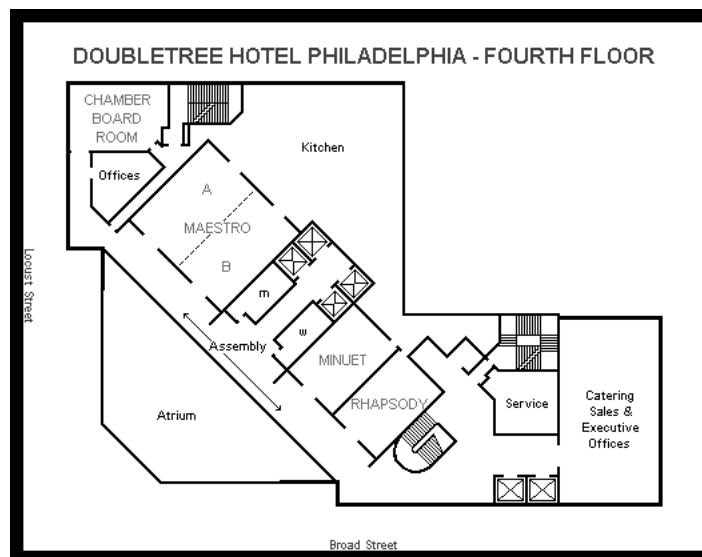 DOUBLETREE HOTEL PHILADELPHIA - FOURTH FLOOR
CHAMBER
BOARD
ROOM
Kitchen
Offices
A
MAESTRO
B
m
w
Assembly
MINUET
RHAPSODY
Atrium
Service
Catering
Sales &
Executive
Offices
Locust Street
Broad Street